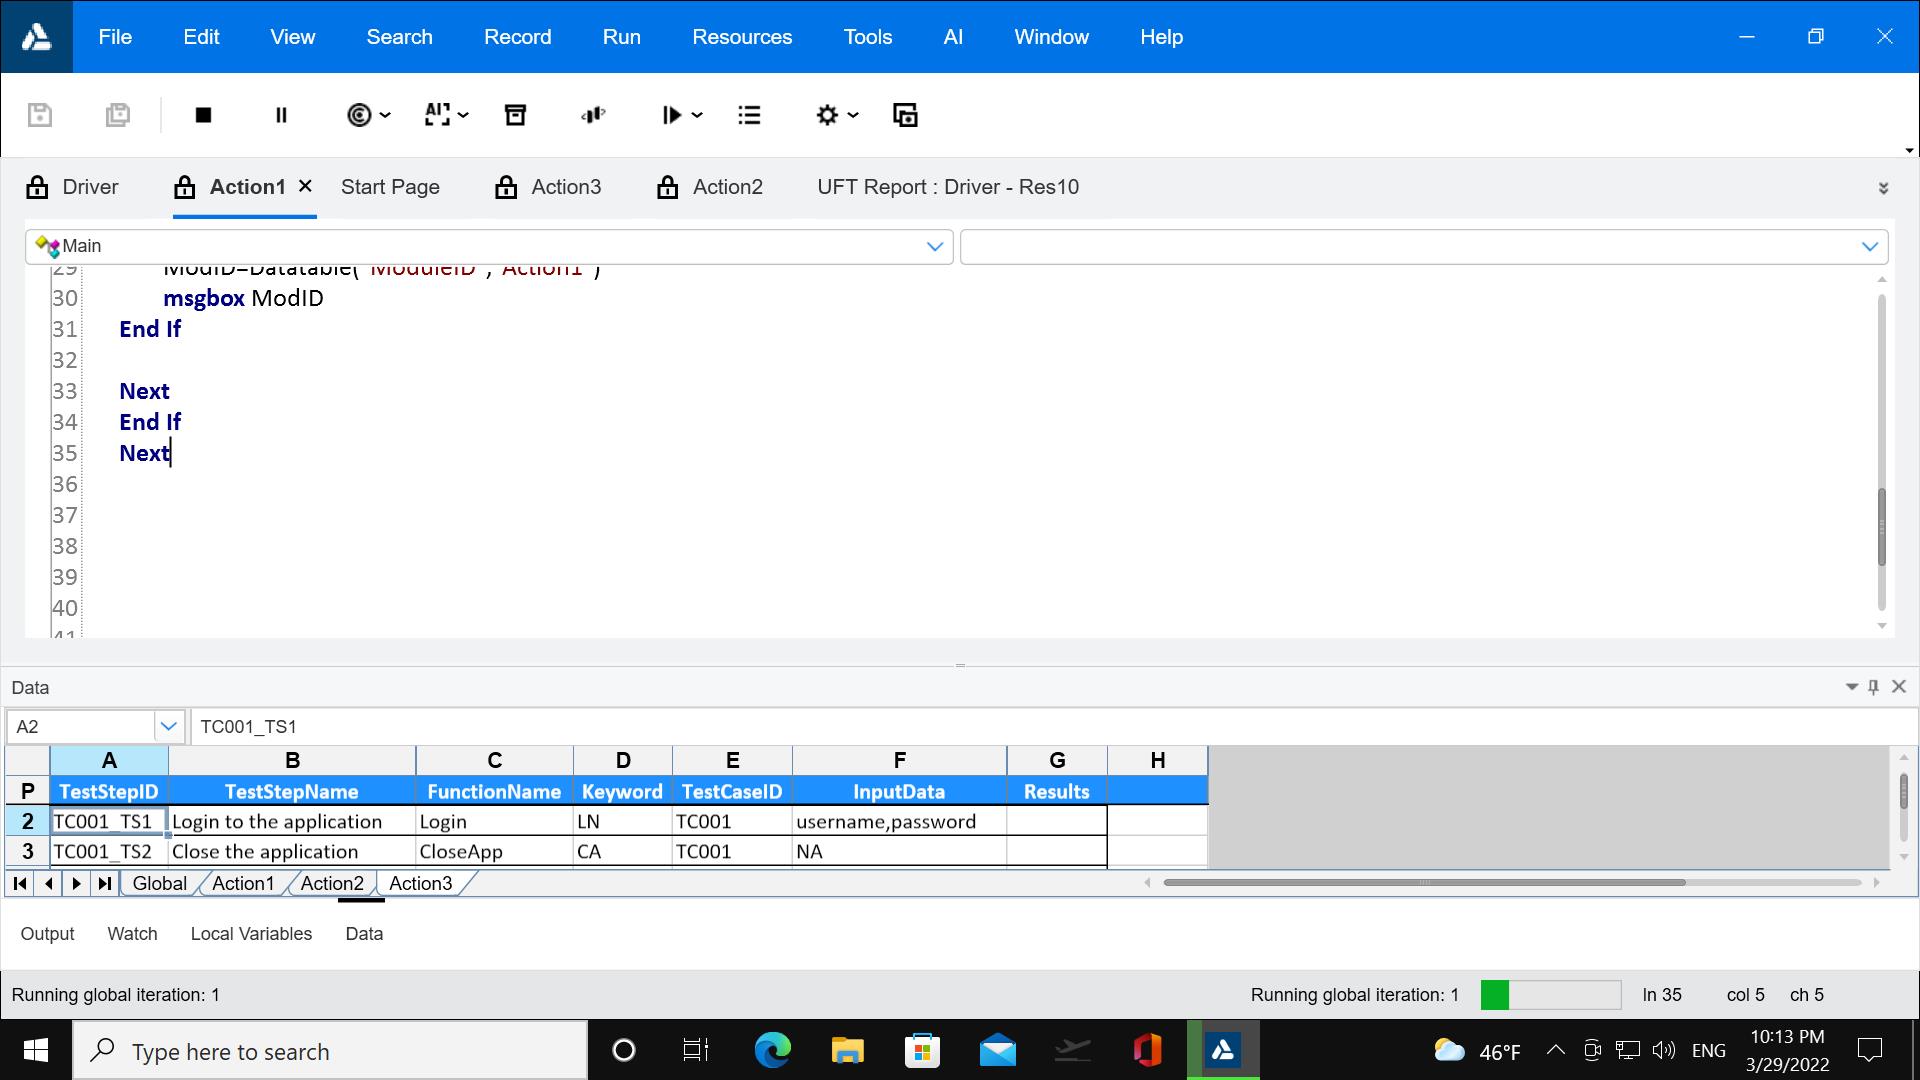 File Edit View Search Record Run Resources Tools AI Window Help
AI
Driver Action1 Start Page Action3 Action2 UFT Report : Driver - Res10
Main
29 ModID=Datatable("ModuleID","Action1")
30 msgbox ModID
31 End If
32
33 Next
34 End If
35 Next
36
37
38
39
40
41
Data
A2 TC001_TS1
A B C D E F G H
P TestStepID TestStepName FunctionName Keyword TestCaseID InputData Results
2 TC001_TS1 Login to the application Login LN TC001 username,password
3 TC001_TS2 Close the application CloseApp CA TC001 NA
Global Action1 Action2 Action3
Output Watch Local Variables Data
Running global iteration: 1 Running global iteration: 1 ln 35 col 5 ch 5
Type here to search 46°F ENG 10:13 PM
3/29/2022